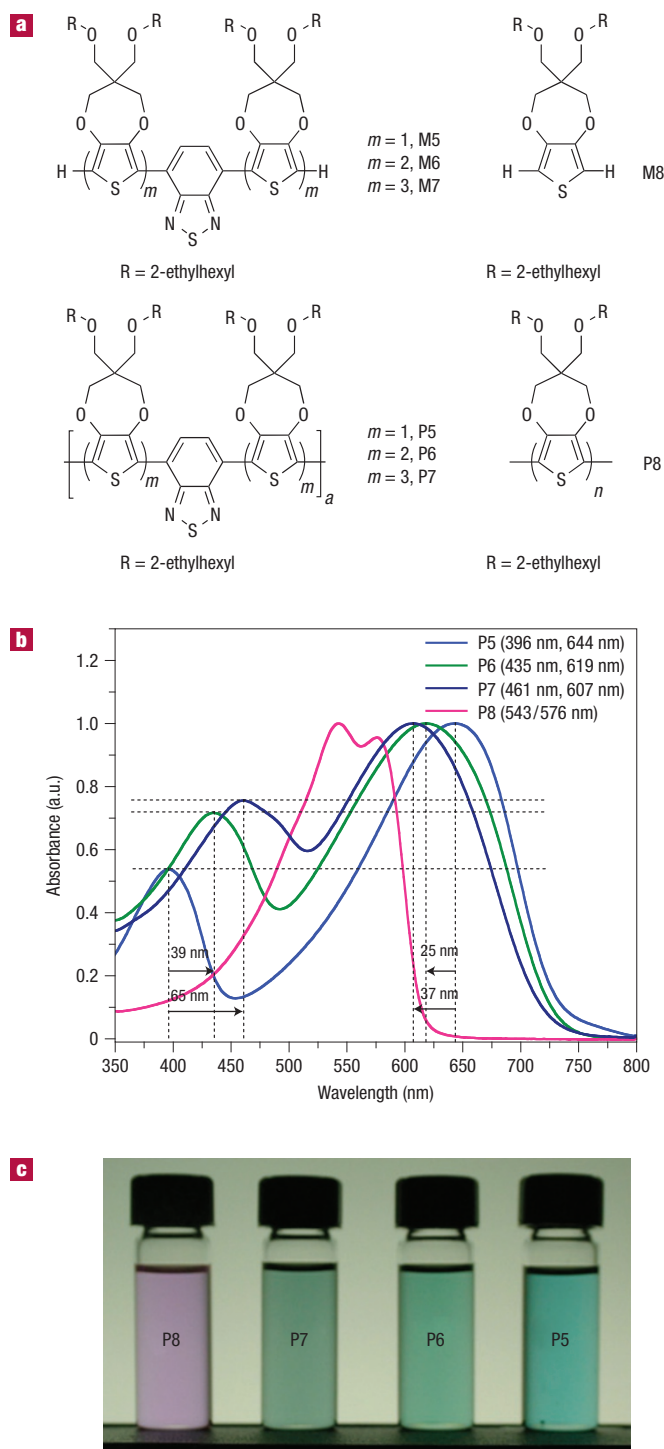 a
R R R R R R
O O O O O O
O O O O O O
H ( S )m ( S )m H H S H
N S N
m = 1, M5
m = 2, M6
m = 3, M7
M8
R = 2-ethylhexyl R = 2-ethylhexyl
R R R R R R
O O O O O O
O O O O O O
[ ( S )m ( S )m ]a ( S )n
N S N
m = 1, P5
m = 2, P6
m = 3, P7
P8
R = 2-ethylhexyl R = 2-ethylhexyl
b
P5 (396 nm, 644 nm)
P6 (435 nm, 619 nm)
P7 (461 nm, 607 nm)
P8 (543/576 nm)
Absorbance (a.u.)
1.2
1.0
0.8
0.6
0.4
0.2
0
39 nm
65 nm
25 nm
37 nm
350 400 450 500 550 600 650 700 750 800
Wavelength (nm)
c
P8 P7 P6 P5